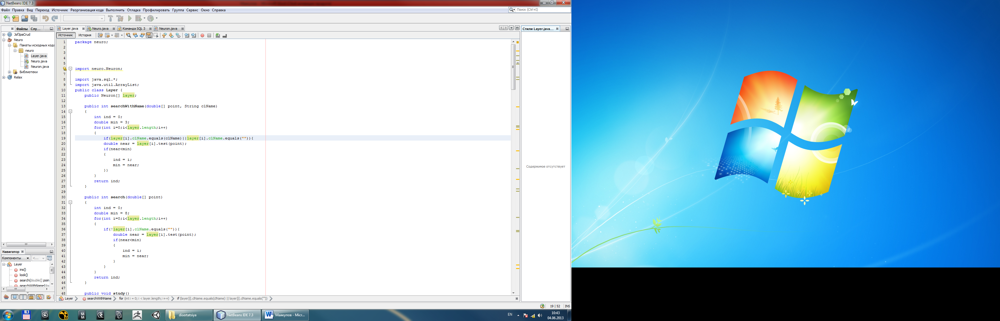 NetBeans IDE 7.3
Файл Правка Вид Переход Источник Реорганизация кода Выполнить Отладка Профилировать Группа Сервис Окно Справка
Поиск (Ctrl+I)
Файлы Слу...
Layer.java Neuro.java Команда SQL 3 Neuron.java
Стили Layer.java...
Источник История
JsfJpaCrud
Neuro
Пакеты исходных кодо
neuro
Layer.java
Neuro.java
Neuron.java
Библиотеки
Relax
1 package neuro;
2
3
4
5
import neuro.Neuron;
7
8 import java.sql.*;
9 import java.util.ArrayList;
10 public class Layer {
11 public Neuron[] layer;
12
13 public int searchWithName(double[] point, String clName)
14 {
15 int ind = 0;
16 double min = 3;
17 for(int i=0;i<layer.length;i++)
18 {
19 if(layer[i].clName.equals(clName)||layer[i].clName.equals("")){
20 double near = layer[i].test(point);
21 if(near<min)
22 {
23 ind = i;
24 min = near;
25 }}
26 }
27 return ind;
28 }
29
30 public int search(double[] point)
31 {
32 int ind = 0;
33 double min = 8;
34 for(int i=0;i<layer.length;i++)
35 {
36 if(!layer[i].clName.equals("")){
37 double near = layer[i].test(point);
38 if(near<min)
39 {
40 ind = i;
41 min = near;
42 }
43 }
44 }
45 return ind;
46 }
47
48 public void study()
Содержимое отсутствует
Навигатор
Компоненты <...
Layer
ins()
look()
search(double[] poin
searchWithName(dou
Layer searchWithName for (int i = 0; i < layer.length; i++) if (layer[i].clName.equals(clName) || layer[i].clName.equals(""))
19 | 52 INS
disertatsiya NetBeans IDE 7.3 Маякупов - Micr...
EN
10:43
04.06.2013